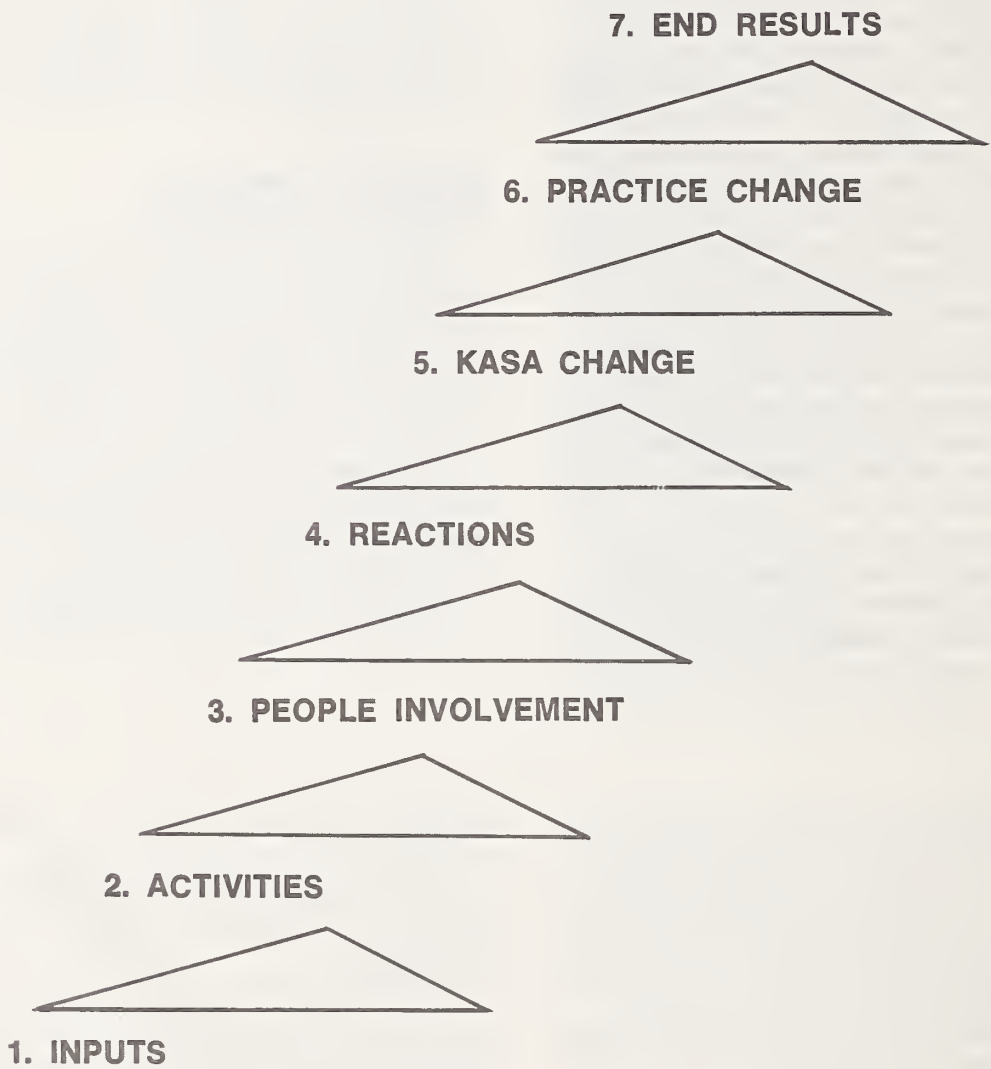 7. END RESULTS
6. PRACTICE CHANGE
5. KASA CHANGE
4. REACTIONS
3. PEOPLE INVOLVEMENT
2. ACTIVITIES
1. INPUTS